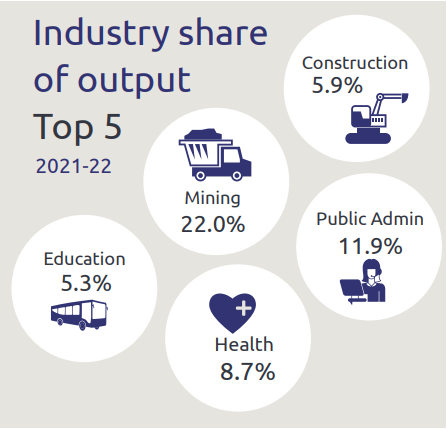 Industry share
of output
Top 5
2021-22
Construction
5.9%
Mining
22.0%
Public Admin
11.9%
Education
5.3%
Health
8.7%